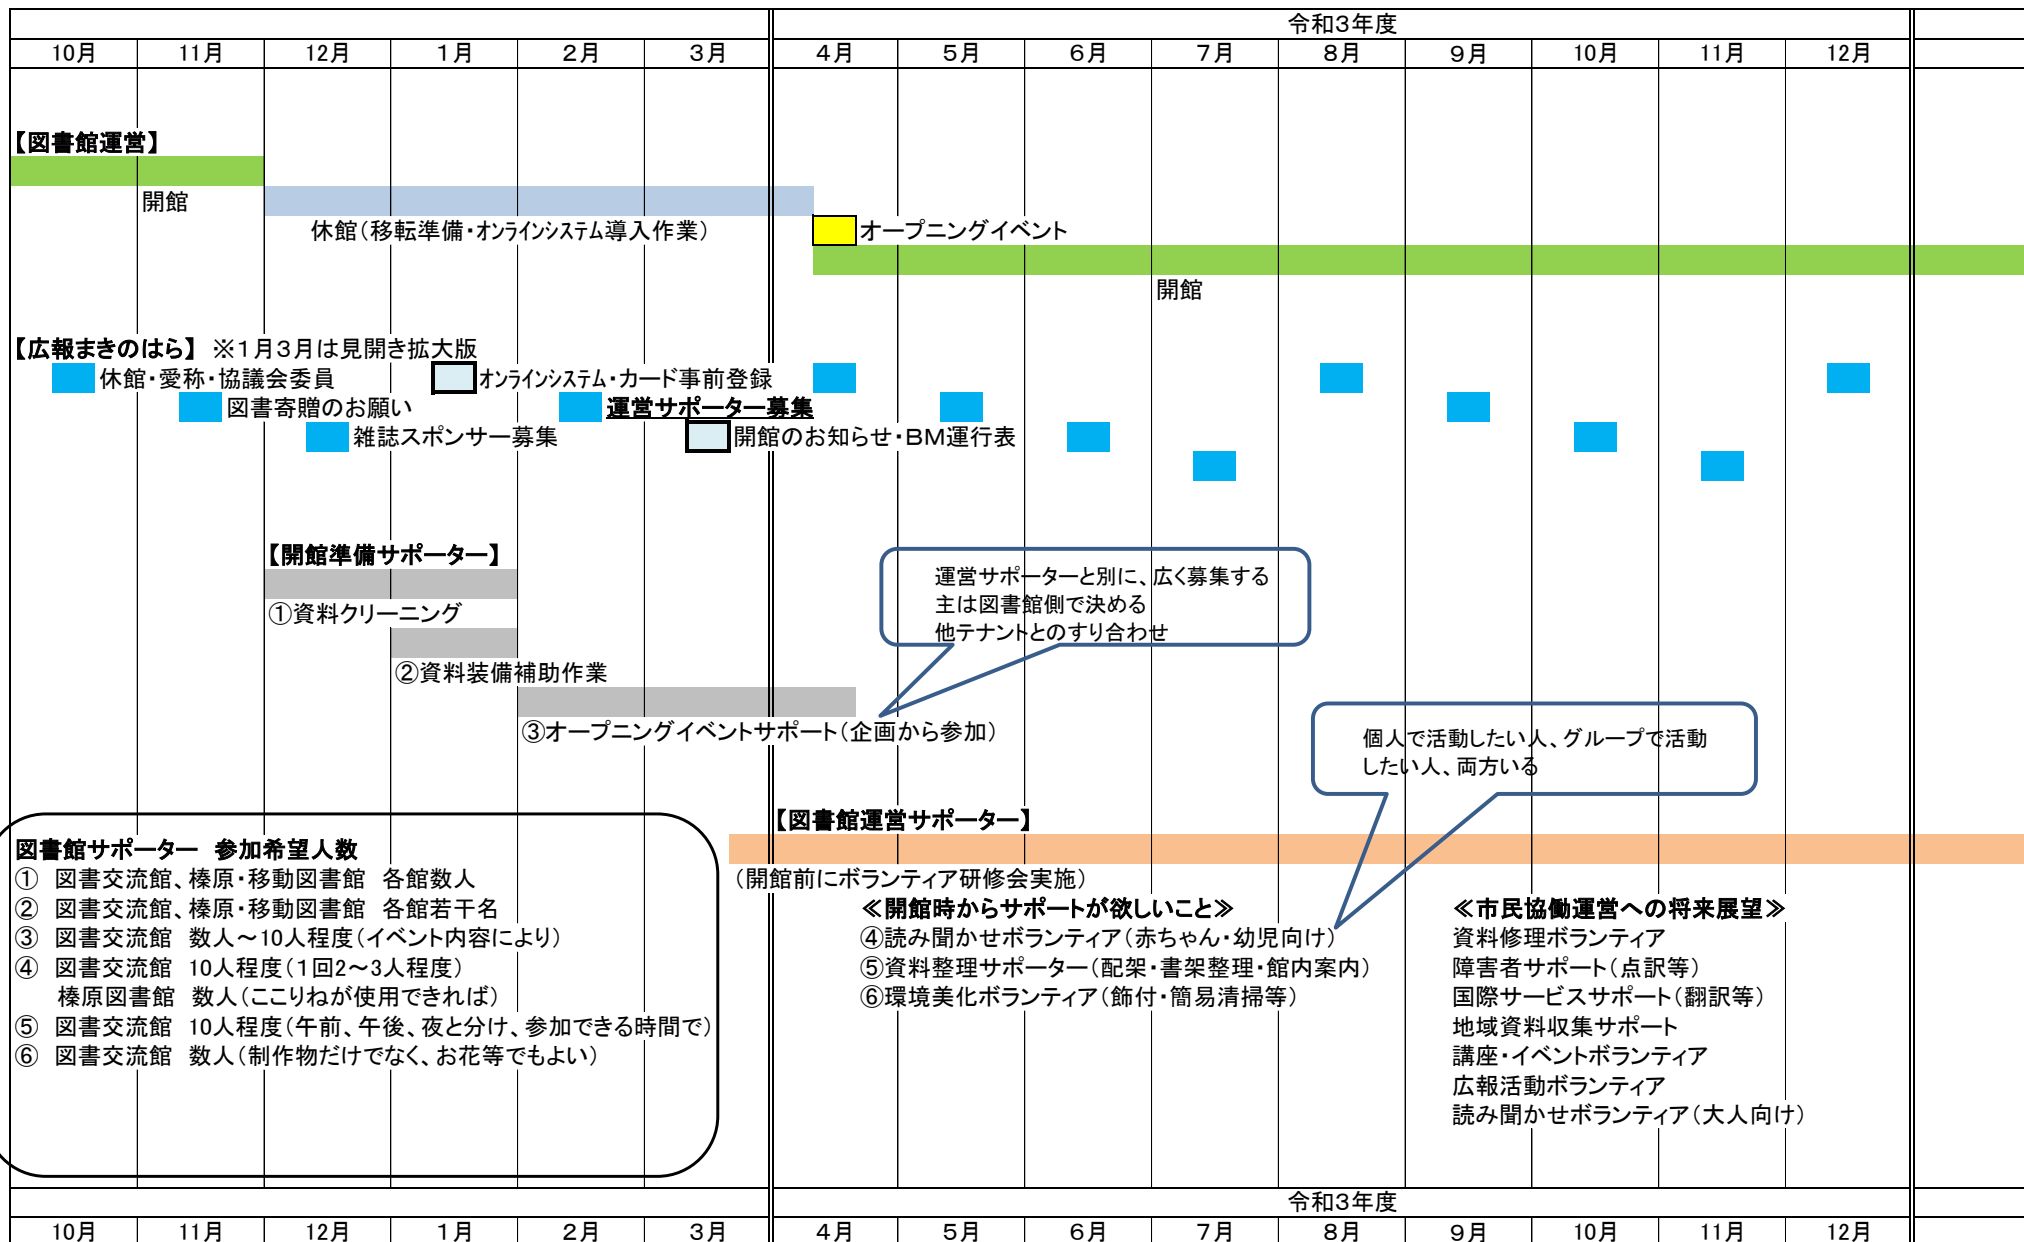 令和3年度
10月 11月 12月 1月 2月 3月 4月 5月 6月 7月 8月 9月 10月 11月 12月
【図書館運営】
開館
休館（移転準備・オンラインシステム導入作業）
オープニングイベント
開館
【広報まきのはら】 ※1月3月は見開き拡大版
休館・愛称・協議会委員
オンラインシステム・カード事前登録
図書寄贈のお願い
運営サポーター募集
雑誌スポンサー募集
開館のお知らせ・BM運行表
【開館準備サポーター】
①資料クリーニング
②資料装備補助作業
③オープニングイベントサポート（企画から参加）
運営サポーターと別に、広く募集する
主は図書館側で決める
他テナントとのすり合わせ
個人で活動したい人、グループで活動
したい人、両方いる
図書館サポーター 参加希望人数
① 図書交流館、榛原・移動図書館 各館数人
② 図書交流館、榛原・移動図書館 各館若干名
③ 図書交流館 数人～10人程度（イベント内容により）
④ 図書交流館 10人程度（1回2～3人程度）
榛原図書館 数人（ここりねが使用できれば）
⑤ 図書交流館 10人程度（午前、午後、夜と分け、参加できる時間で）
⑥ 図書交流館 数人（制作物だけでなく、お花等でもよい）
【図書館運営サポーター】
（開館前にボランティア研修会実施）
≪開館時からサポートが欲しいこと≫
④読み聞かせボランティア（赤ちゃん・幼児向け）
⑤資料整理サポーター（配架・書架整理・館内案内）
⑥環境美化ボランティア（飾付・簡易清掃等）
≪市民協働運営への将来展望≫
資料修理ボランティア
障害者サポート（点訳等）
国際サービスサポート（翻訳等）
地域資料収集サポート
講座・イベントボランティア
広報活動ボランティア
読み聞かせボランティア（大人向け）
令和3年度
10月 11月 12月 1月 2月 3月 4月 5月 6月 7月 8月 9月 10月 11月 12月